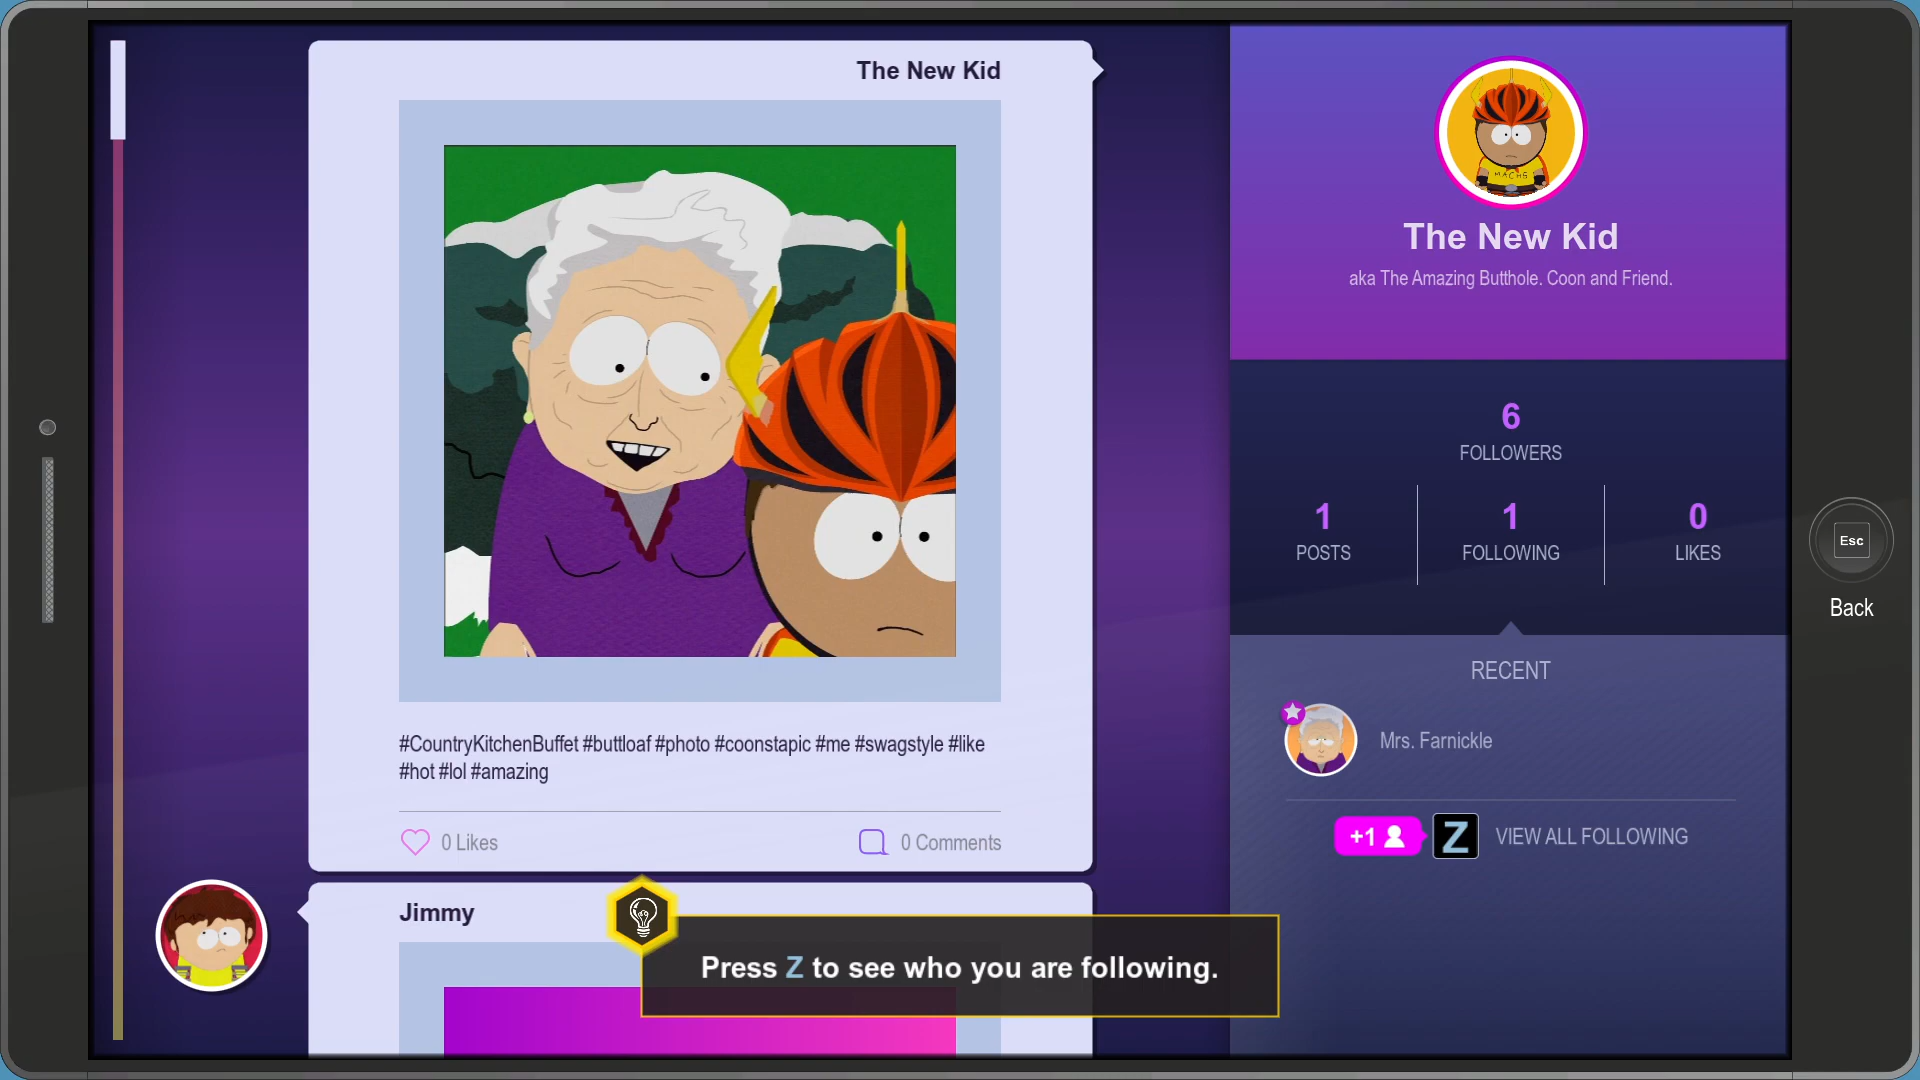 The New Kid
#CountryKitchenBuffet #buttloaf #photo #coonstapic #me #swagstyle #like
#hot #lol #amazing
0 Likes
0 Comments
Jimmy
Press Z to see who you are following.
MACHS
The New Kid
aka The Amazing Butthole. Coon and Friend.
6
FOLLOWERS
1
POSTS
1
FOLLOWING
0
LIKES
RECENT
Mrs. Farnickle
+1
Z
VIEW ALL FOLLOWING
Esc
Back